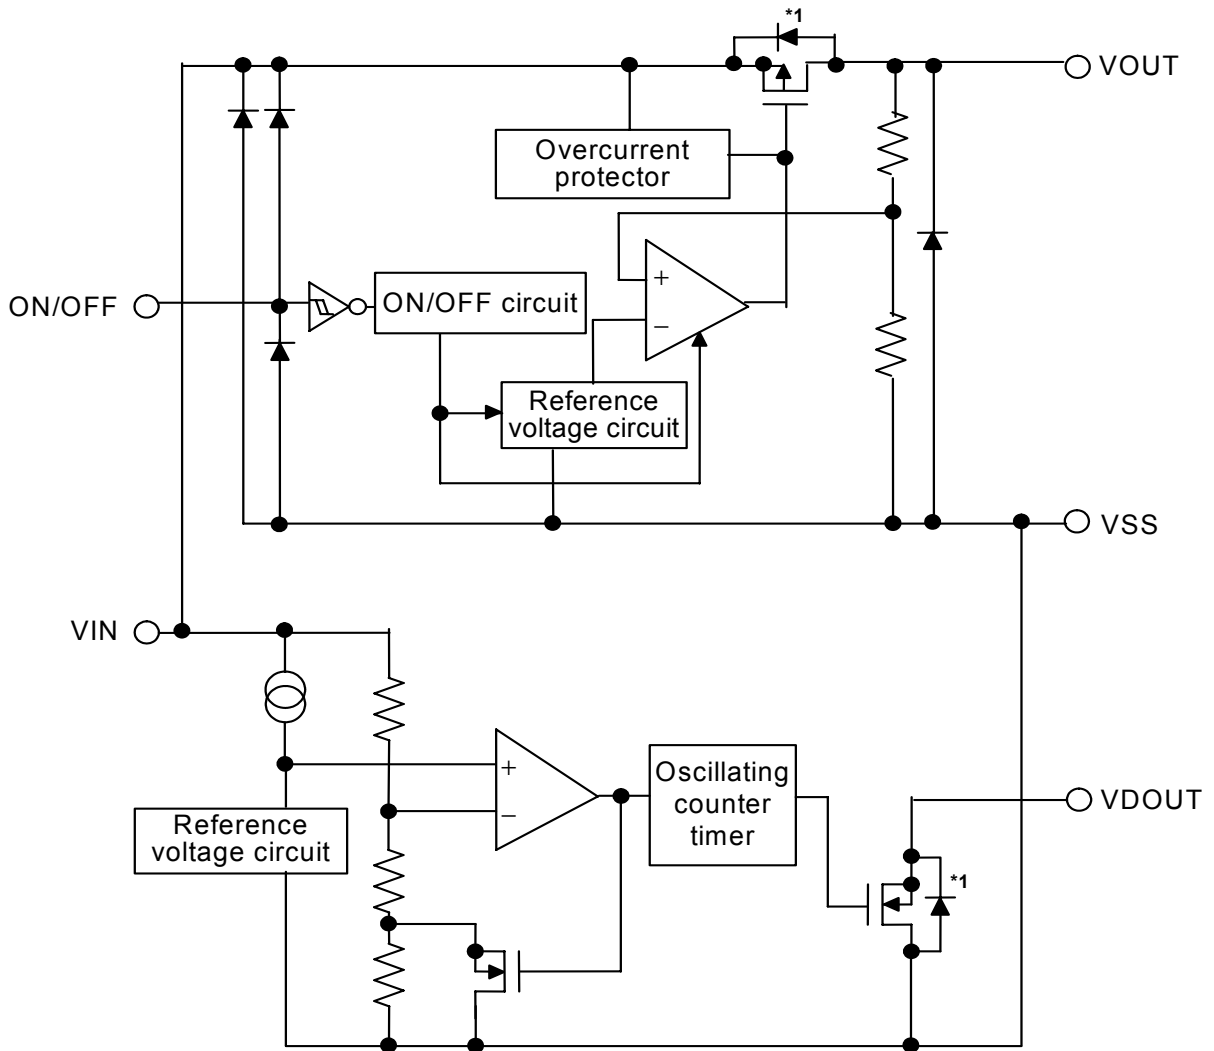 *1
VOUT
Overcurrent
protector
+
ON/OFF
ON/OFF circuit
−
Reference
voltage circuit
VSS
VIN
+
−
Oscillating
counter
timer
VDOUT
Reference
voltage circuit
*1